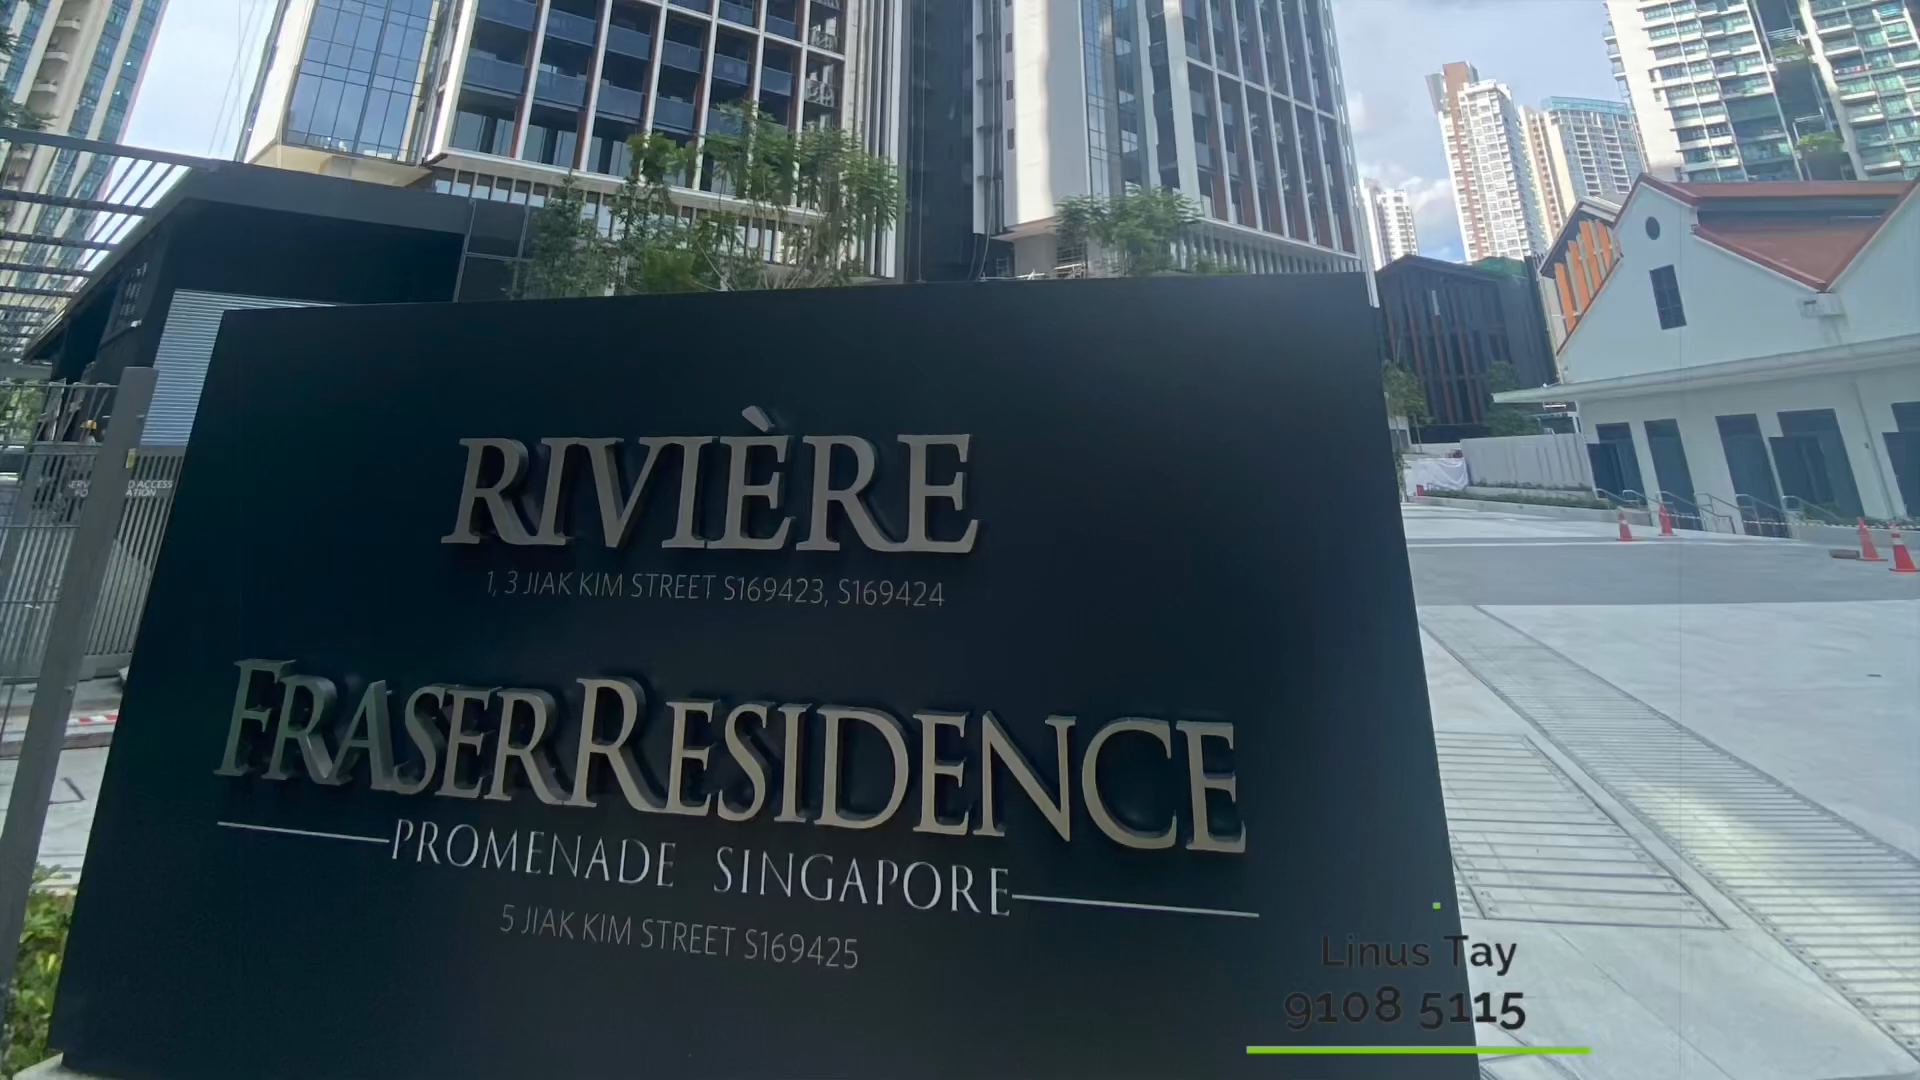 RIVIÈRE
1, 3 JIAK KIM STREET S169423, S169424
FRASER RESIDENCE
PROMENADE SINGAPORE
5 JIAK KIM STREET S169425
Linus Tay
9108 5115